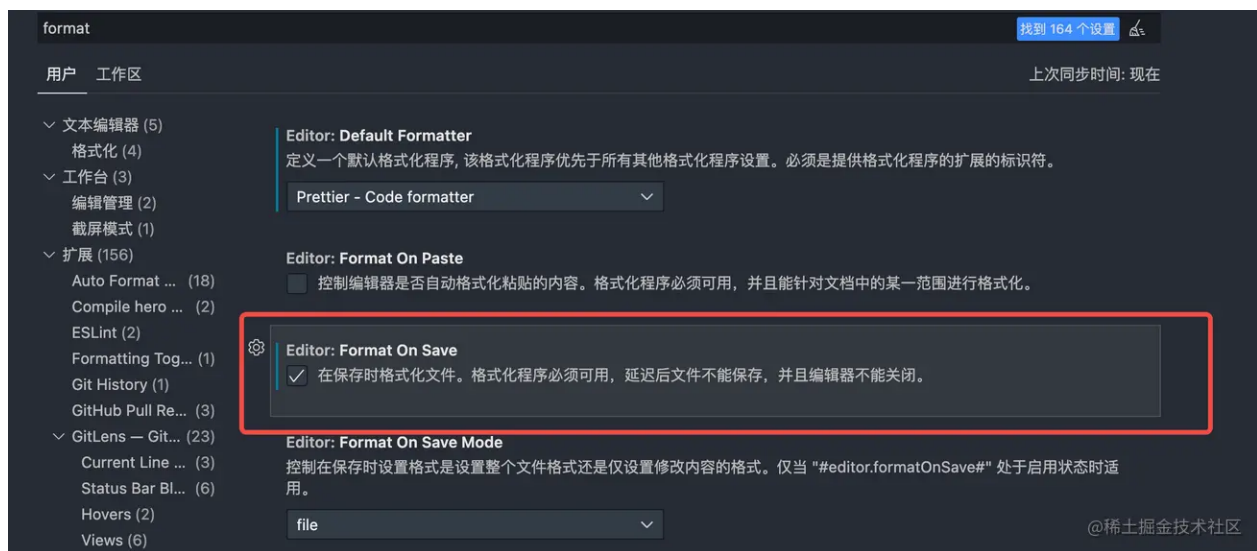 format
找到 164 个设置
用户 工作区
上次同步时间: 现在
文本编辑器 (5)
格式化 (4)
工作台 (3)
编辑管理 (2)
截屏模式 (1)
扩展 (156)
Auto Format ... (18)
Compile hero ... (2)
ESLint (2)
Formatting Tog... (1)
Git History (1)
GitHub Pull Re... (3)
GitLens — Git... (23)
Current Line ... (3)
Status Bar Bl... (6)
Hovers (2)
Views (6)
Editor: Default Formatter
定义一个默认格式化程序, 该格式化程序优先于所有其他格式化程序设置。必须是提供格式化程序的扩展的标识符。
Prettier - Code formatter
Editor: Format On Paste
控制编辑器是否自动格式化粘贴的内容。格式化程序必须可用，并且能针对文档中的某一范围进行格式化。
Editor: Format On Save
在保存时格式化文件。格式化程序必须可用，延迟后文件不能保存，并且编辑器不能关闭。
Editor: Format On Save Mode
控制在保存时设置格式是设置整个文件格式还是仅设置修改内容的格式。仅当 "#editor.formatOnSave#" 处于启用状态时适
用。
file
@稀土掘金技术社区